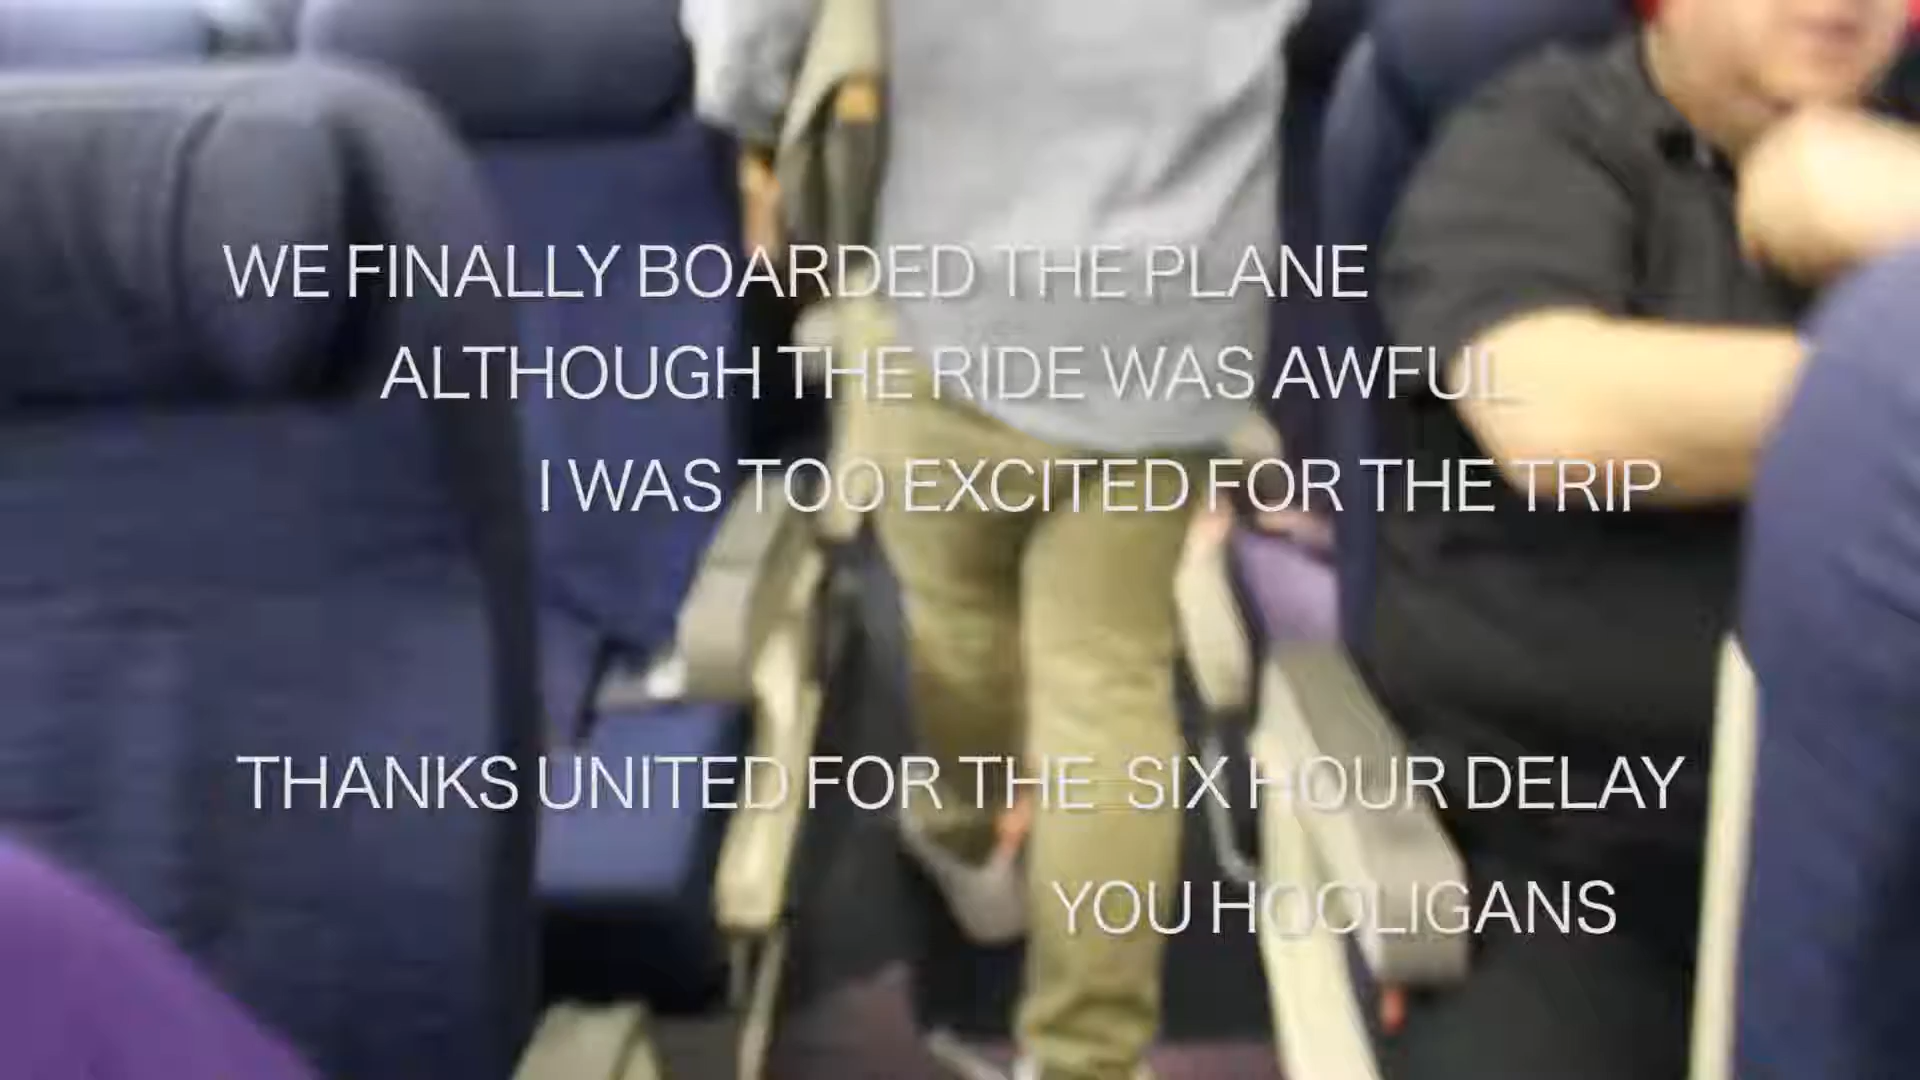 WE FINALLY BOARDED THE PLANE
ALTHOUGH THE RIDE WAS AWFUL
I WAS TOO EXCITED FOR THE TRIP
THANKS UNITED FOR THE SIX HOUR DELAY
YOU HOOLIGANS